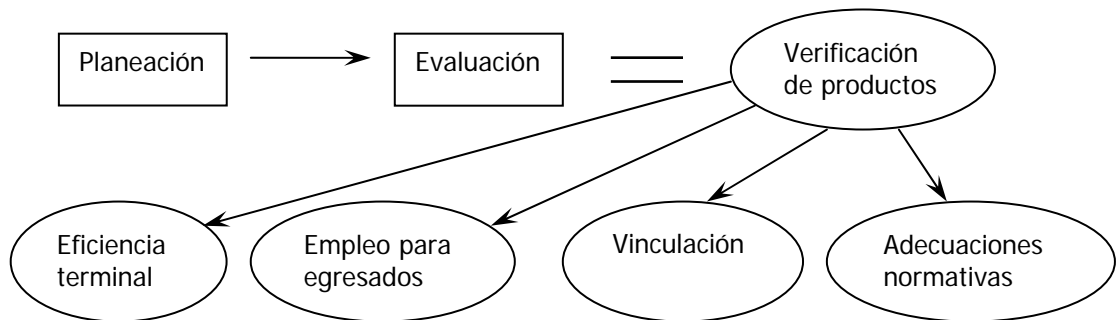 Planeación
Evaluación
Verificación
de productos
Eficiencia
terminal
Empleo para
egresados
Vinculación
Adecuaciones
normativas